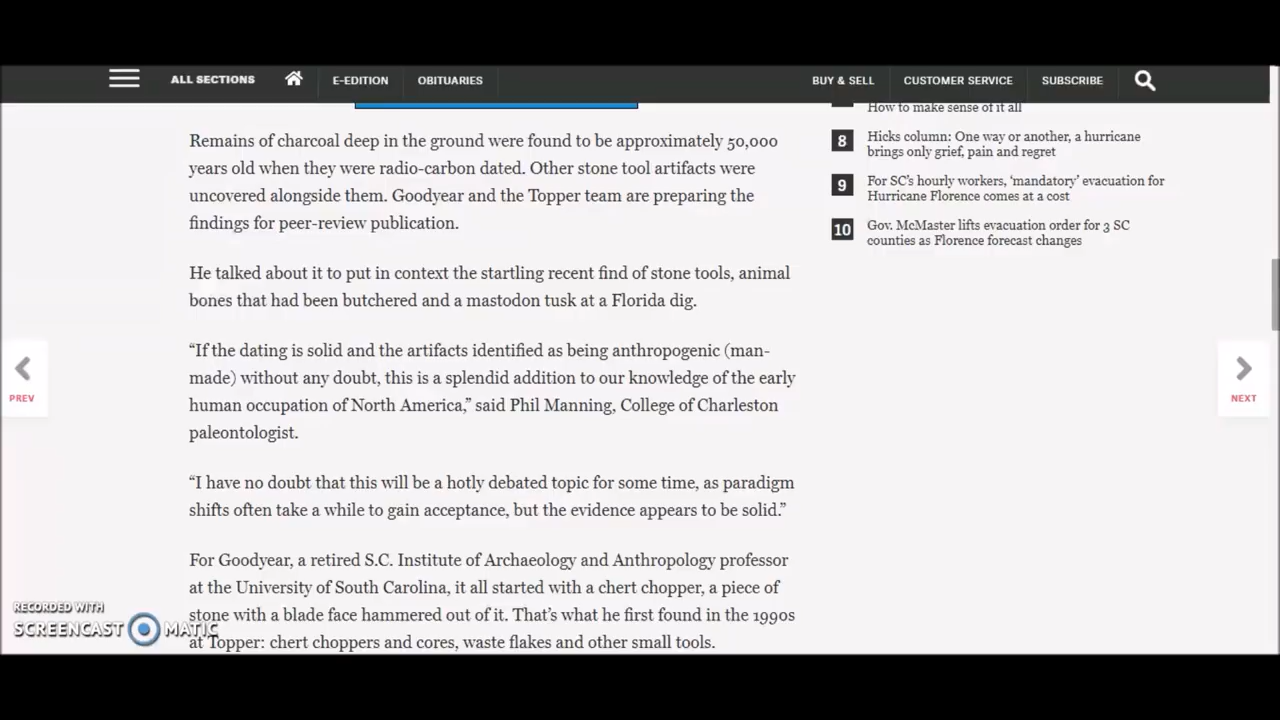 ALL SECTIONS
E-EDITION
OBITUARIES
BUY & SELL
CUSTOMER SERVICE
SUBSCRIBE
Remains of charcoal deep in the ground were found to be approximately 50,000
years old when they were radio-carbon dated. Other stone tool artifacts were
uncovered alongside them. Goodyear and the Topper team are preparing the
findings for peer-review publication.
He talked about it to put in context the startling recent find of stone tools, animal
bones that had been butchered and a mastodon tusk at a Florida dig.
“If the dating is solid and the artifacts identified as being anthropogenic (man-
made) without any doubt, this is a splendid addition to our knowledge of the early
human occupation of North America,” said Phil Manning, College of Charleston
paleontologist.
“I have no doubt that this will be a hotly debated topic for some time, as paradigm
shifts often take a while to gain acceptance, but the evidence appears to be solid.”
For Goodyear, a retired S.C. Institute of Archaeology and Anthropology professor
at the University of South Carolina, it all started with a chert chopper, a piece of
stone with a blade face hammered out of it. That’s what he first found in the 1990s
at Topper: chert choppers and cores, waste flakes and other small tools.
How to make sense of it all
8
Hicks column: One way or another, a hurricane
brings only grief, pain and regret
9
For SC’s hourly workers, ‘mandatory’ evacuation for
Hurricane Florence comes at a cost
10
Gov. McMaster lifts evacuation order for 3 SC
counties as Florence forecast changes
PREV
NEXT
RECORDED WITH
SCREENCAST MATIC